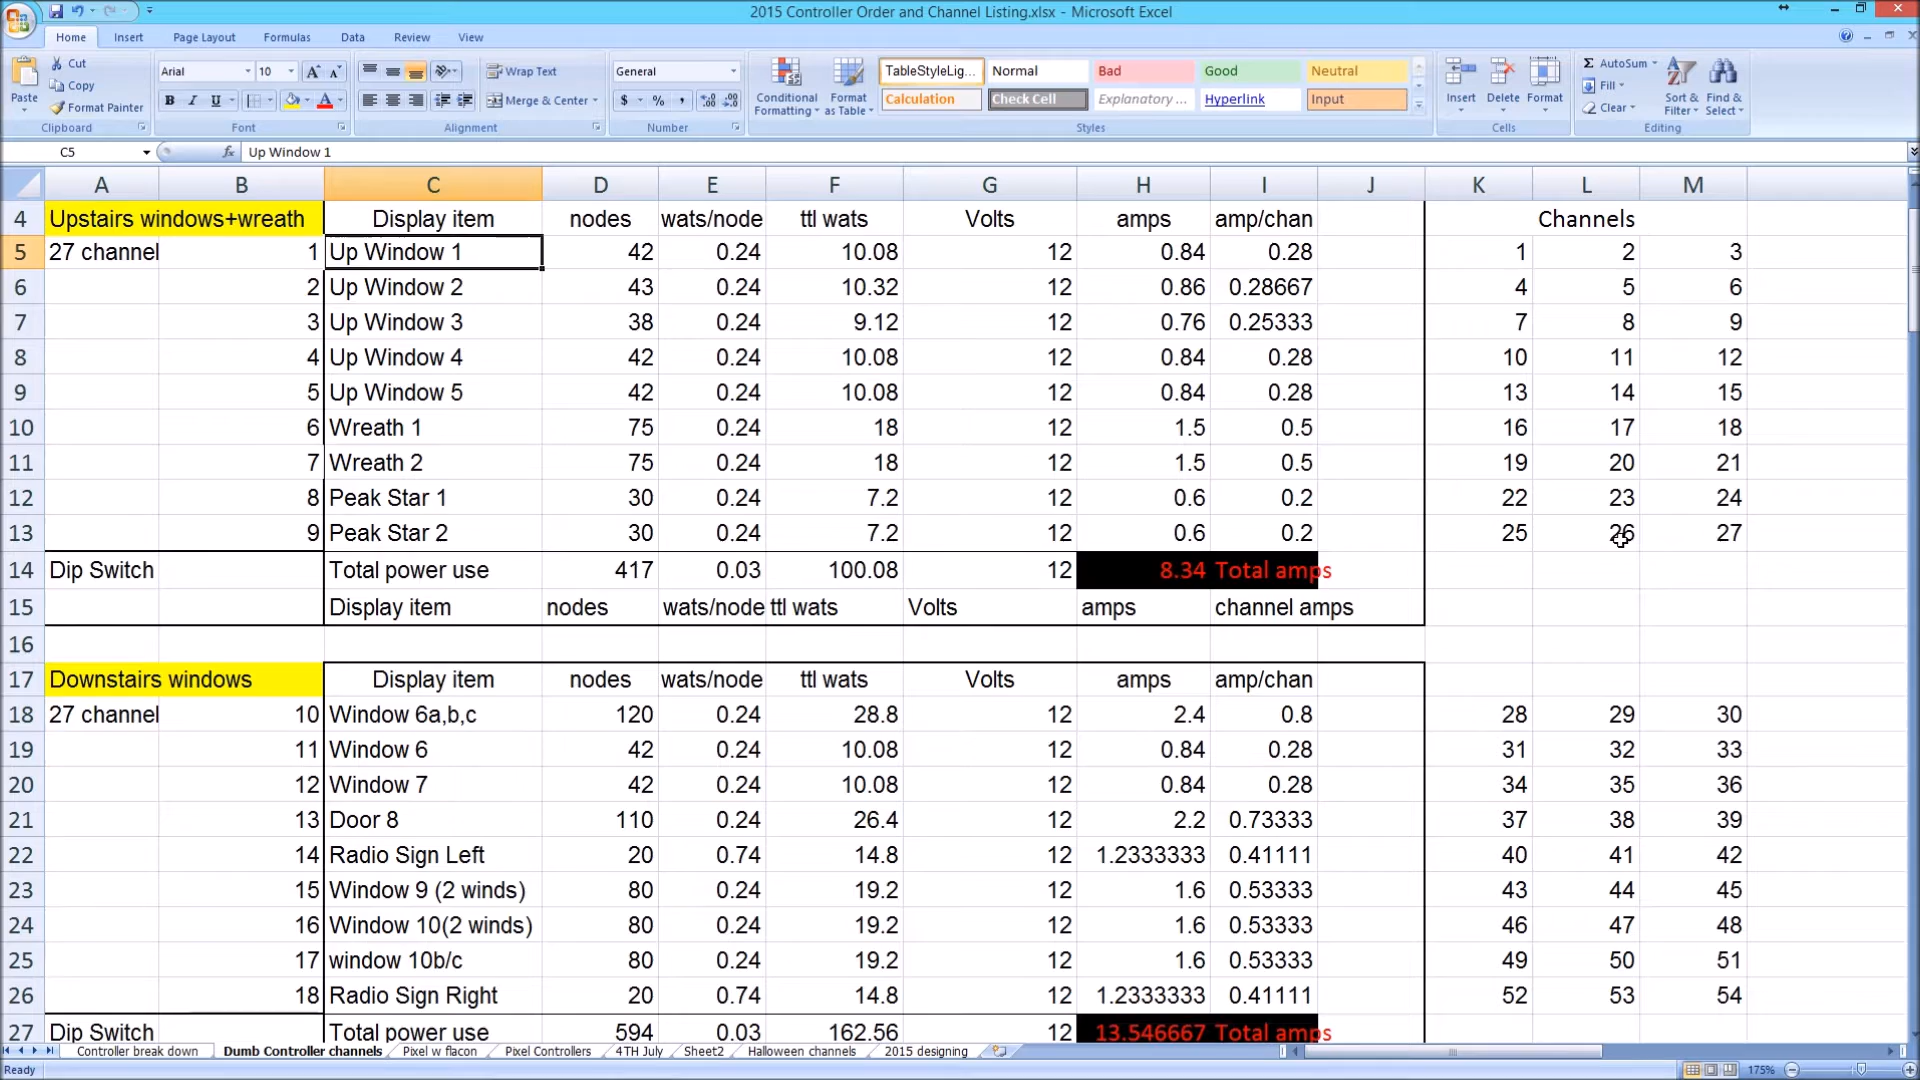 2015 Controller Order and Channel Listing.xlsx - Microsoft Excel
Home Insert Page Layout Formulas Data Review View
Paste Cut Copy Format Painter Clipboard
Arial 10 A A B I U A Font
Wrap Text Merge & Center Alignment
General $ % , Number
Conditional Formatting Format as Table
TableStyleLig... Normal Bad Good Neutral
Calculation Check Cell Explanatory ... Hyperlink Input
Styles
Insert Delete Format Cells
Σ AutoSum Fill Clear Sort & Filter Find & Select Editing
C5 fx Up Window 1
A B C D E F G H I J K L M
4 Upstairs windows+wreath Display item nodes wats/node ttl wats Volts amps amp/chan Channels
5 27 channel 1 Up Window 1 42 0.24 10.08 12 0.84 0.28 1 2 3
6 2 Up Window 2 43 0.24 10.32 12 0.86 0.28667 4 5 6
7 3 Up Window 3 38 0.24 9.12 12 0.76 0.25333 7 8 9
8 4 Up Window 4 42 0.24 10.08 12 0.84 0.28 10 11 12
9 5 Up Window 5 42 0.24 10.08 12 0.84 0.28 13 14 15
10 6 Wreath 1 75 0.24 18 12 1.5 0.5 16 17 18
11 7 Wreath 2 75 0.24 18 12 1.5 0.5 19 20 21
12 8 Peak Star 1 30 0.24 7.2 12 0.6 0.2 22 23 24
13 9 Peak Star 2 30 0.24 7.2 12 0.6 0.2 25 26 27
14 Dip Switch Total power use 417 0.03 100.08 12 8.34 Total amps
15 Display item nodes wats/node ttl wats Volts amps channel amps
16
17 Downstairs windows Display item nodes wats/node ttl wats Volts amps amp/chan
18 27 channel 10 Window 6a,b,c 120 0.24 28.8 12 2.4 0.8 28 29 30
19 11 Window 6 42 0.24 10.08 12 0.84 0.28 31 32 33
20 12 Window 7 42 0.24 10.08 12 0.84 0.28 34 35 36
21 13 Door 8 110 0.24 26.4 12 2.2 0.73333 37 38 39
22 14 Radio Sign Left 20 0.74 14.8 12 1.2333333 0.41111 40 41 42
23 15 Window 9 (2 winds) 80 0.24 19.2 12 1.6 0.53333 43 44 45
24 16 Window 10(2 winds) 80 0.24 19.2 12 1.6 0.53333 46 47 48
25 17 window 10b/c 80 0.24 19.2 12 1.6 0.53333 49 50 51
26 18 Radio Sign Right 20 0.74 14.8 12 1.2333333 0.41111 52 53 54
27 Dip Switch Total power use 594 0.03 162.56 12 13.546667 Total amps
Controller break down Dumb Controller channels Pixel w flacon Pixel Controllers 4TH July Sheet2 Halloween channels 2015 designing
Ready 175%